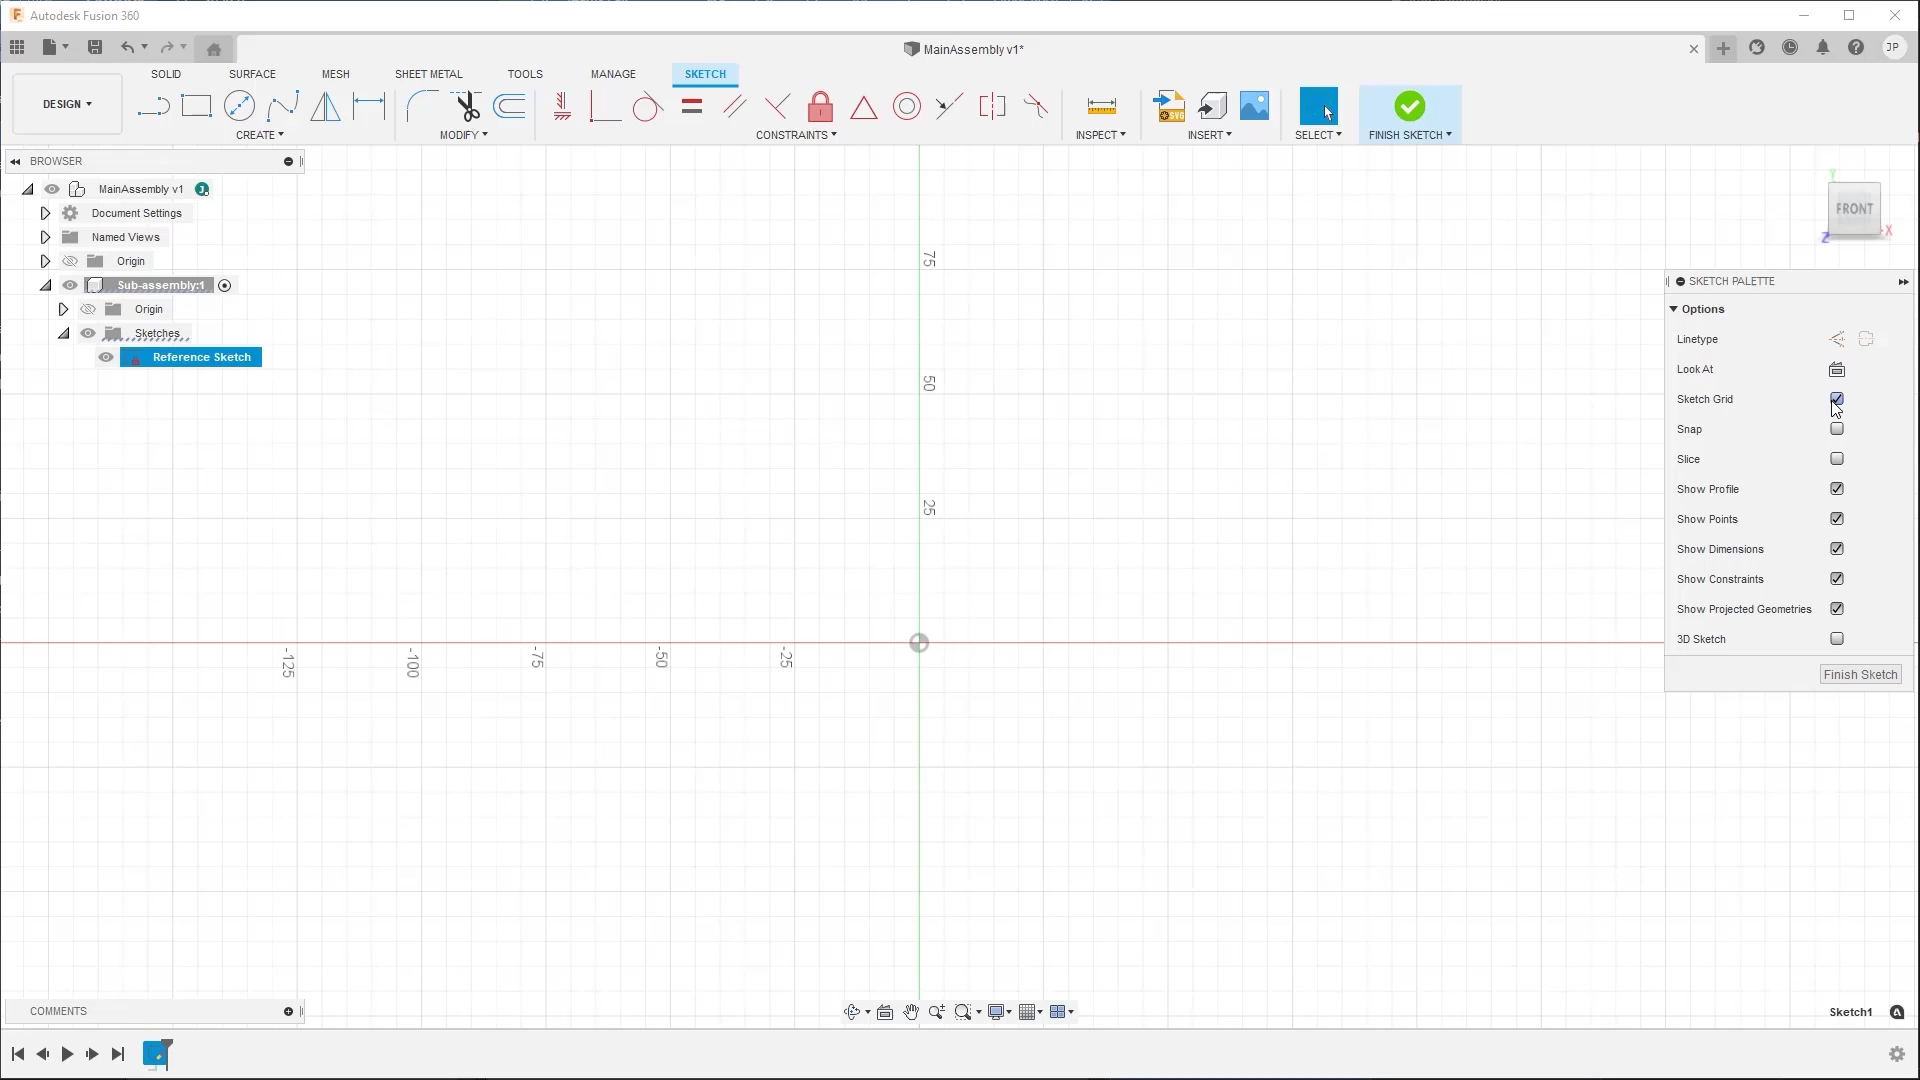 Autodesk Fusion 360
MainAssembly v1*
JP
DESIGN
SOLID
SURFACE
MESH
SHEET METAL
TOOLS
MANAGE
SKETCH
CREATE
MODIFY
CONSTRAINTS
INSPECT
INSERT
SELECT
FINISH SKETCH
BROWSER
MainAssembly v1
Document Settings
Named Views
Origin
Sub-assembly:1
Origin
Sketches
Reference Sketch
75
50
25
-125
-100
-75
-50
-25
Y
FRONT
Z
X
SKETCH PALETTE
Options
Linetype
Look At
Sketch Grid
Snap
Slice
Show Profile
Show Points
Show Dimensions
Show Constraints
Show Projected Geometries
3D Sketch
Finish Sketch
COMMENTS
Sketch1